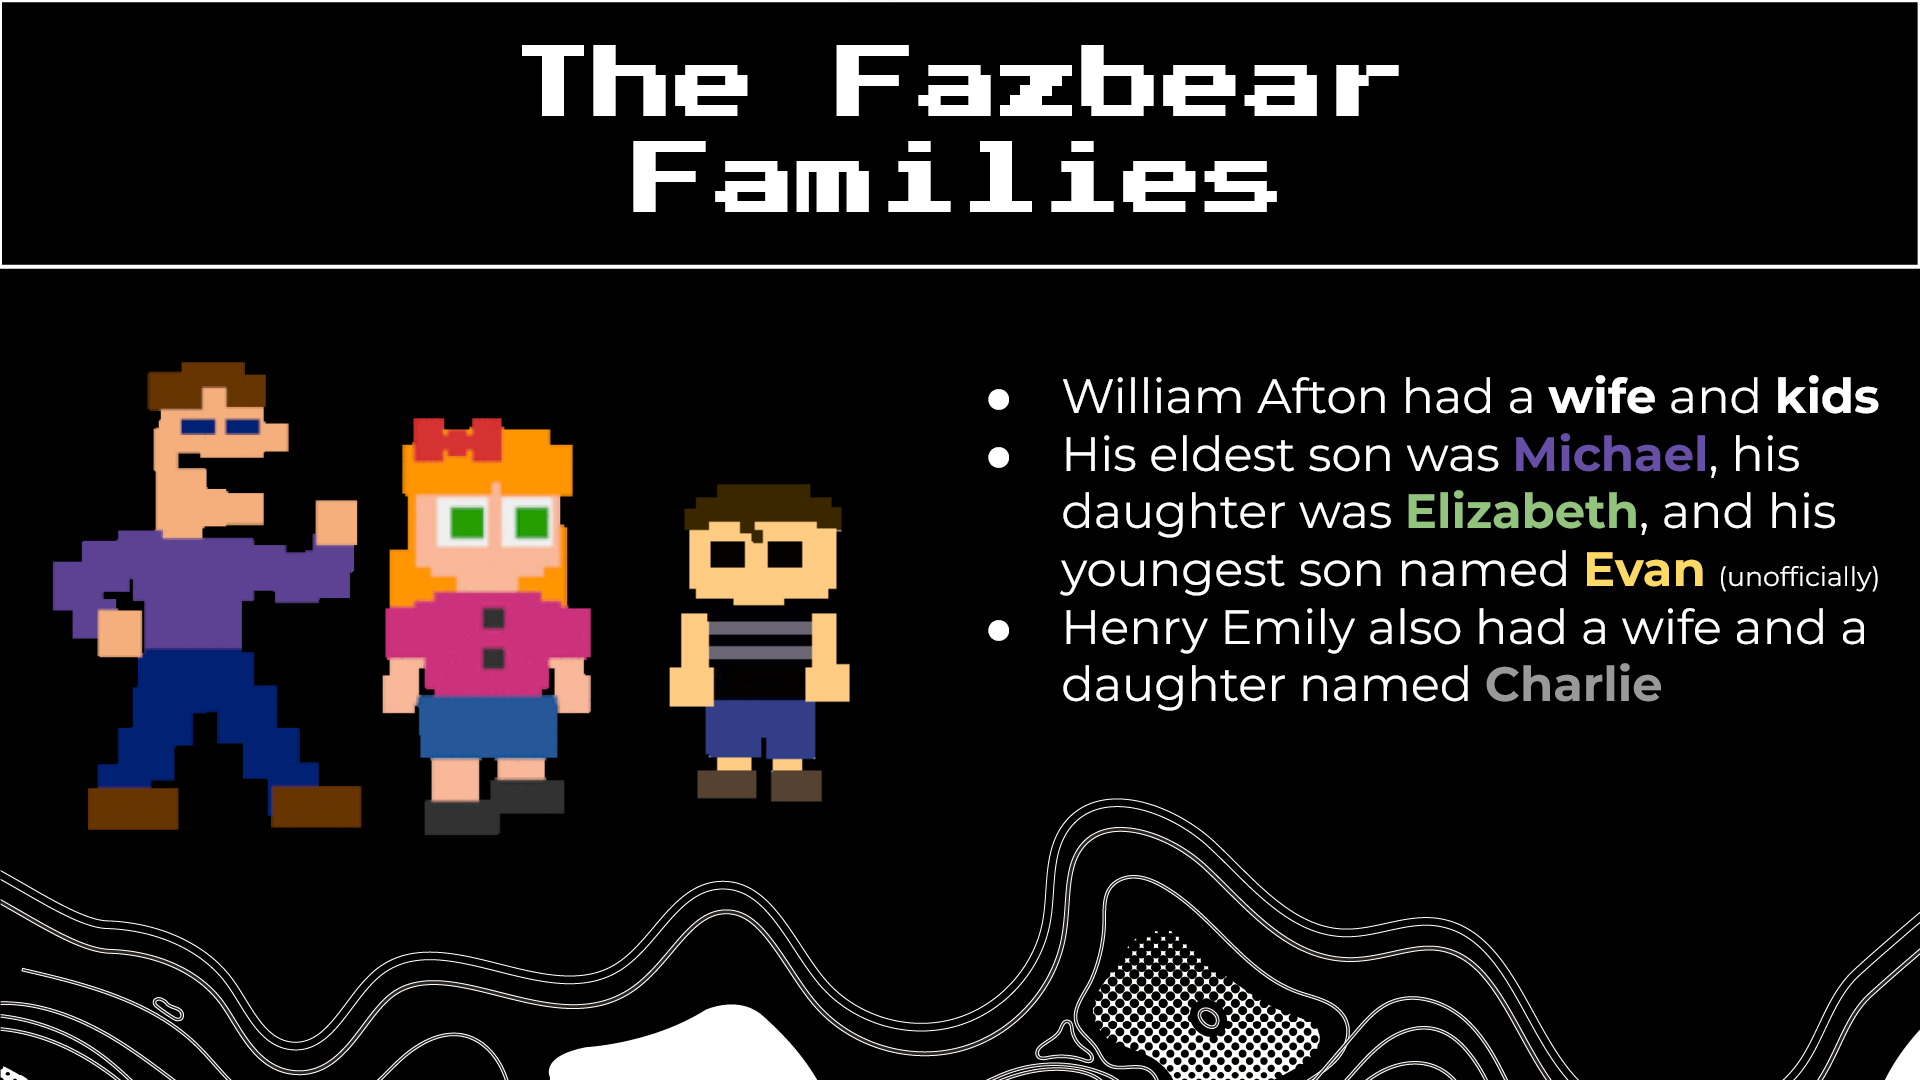 The Fazbear
Families
● William Afton had a wife and kids
● His eldest son was Michael, his
daughter was Elizabeth, and his
youngest son named Evan (unofficially)
● Henry Emily also had a wife and a
daughter named Charlie